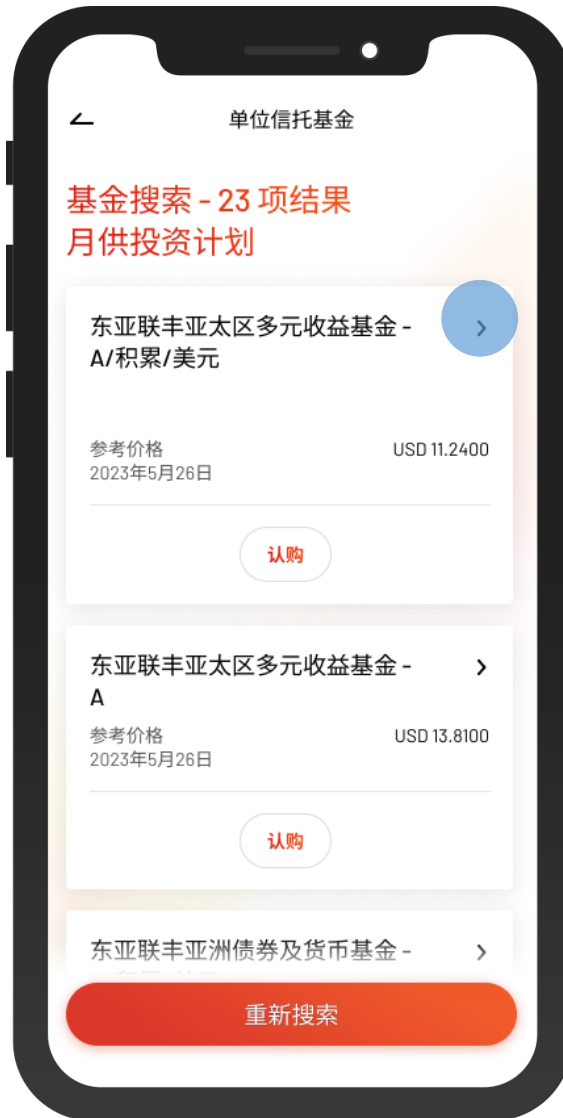 单位信托基金
基金搜索 - 23 项结果
月供投资计划
东亚联丰亚太区多元收益基金 -
A/积累/美元
参考价格
USD 11.2400
2023年5月26日
认购
东亚联丰亚太区多元收益基金 -
A
参考价格
USD 13.8100
2023年5月26日
认购
东亚联丰亚洲债券及货币基金 -
重新搜索